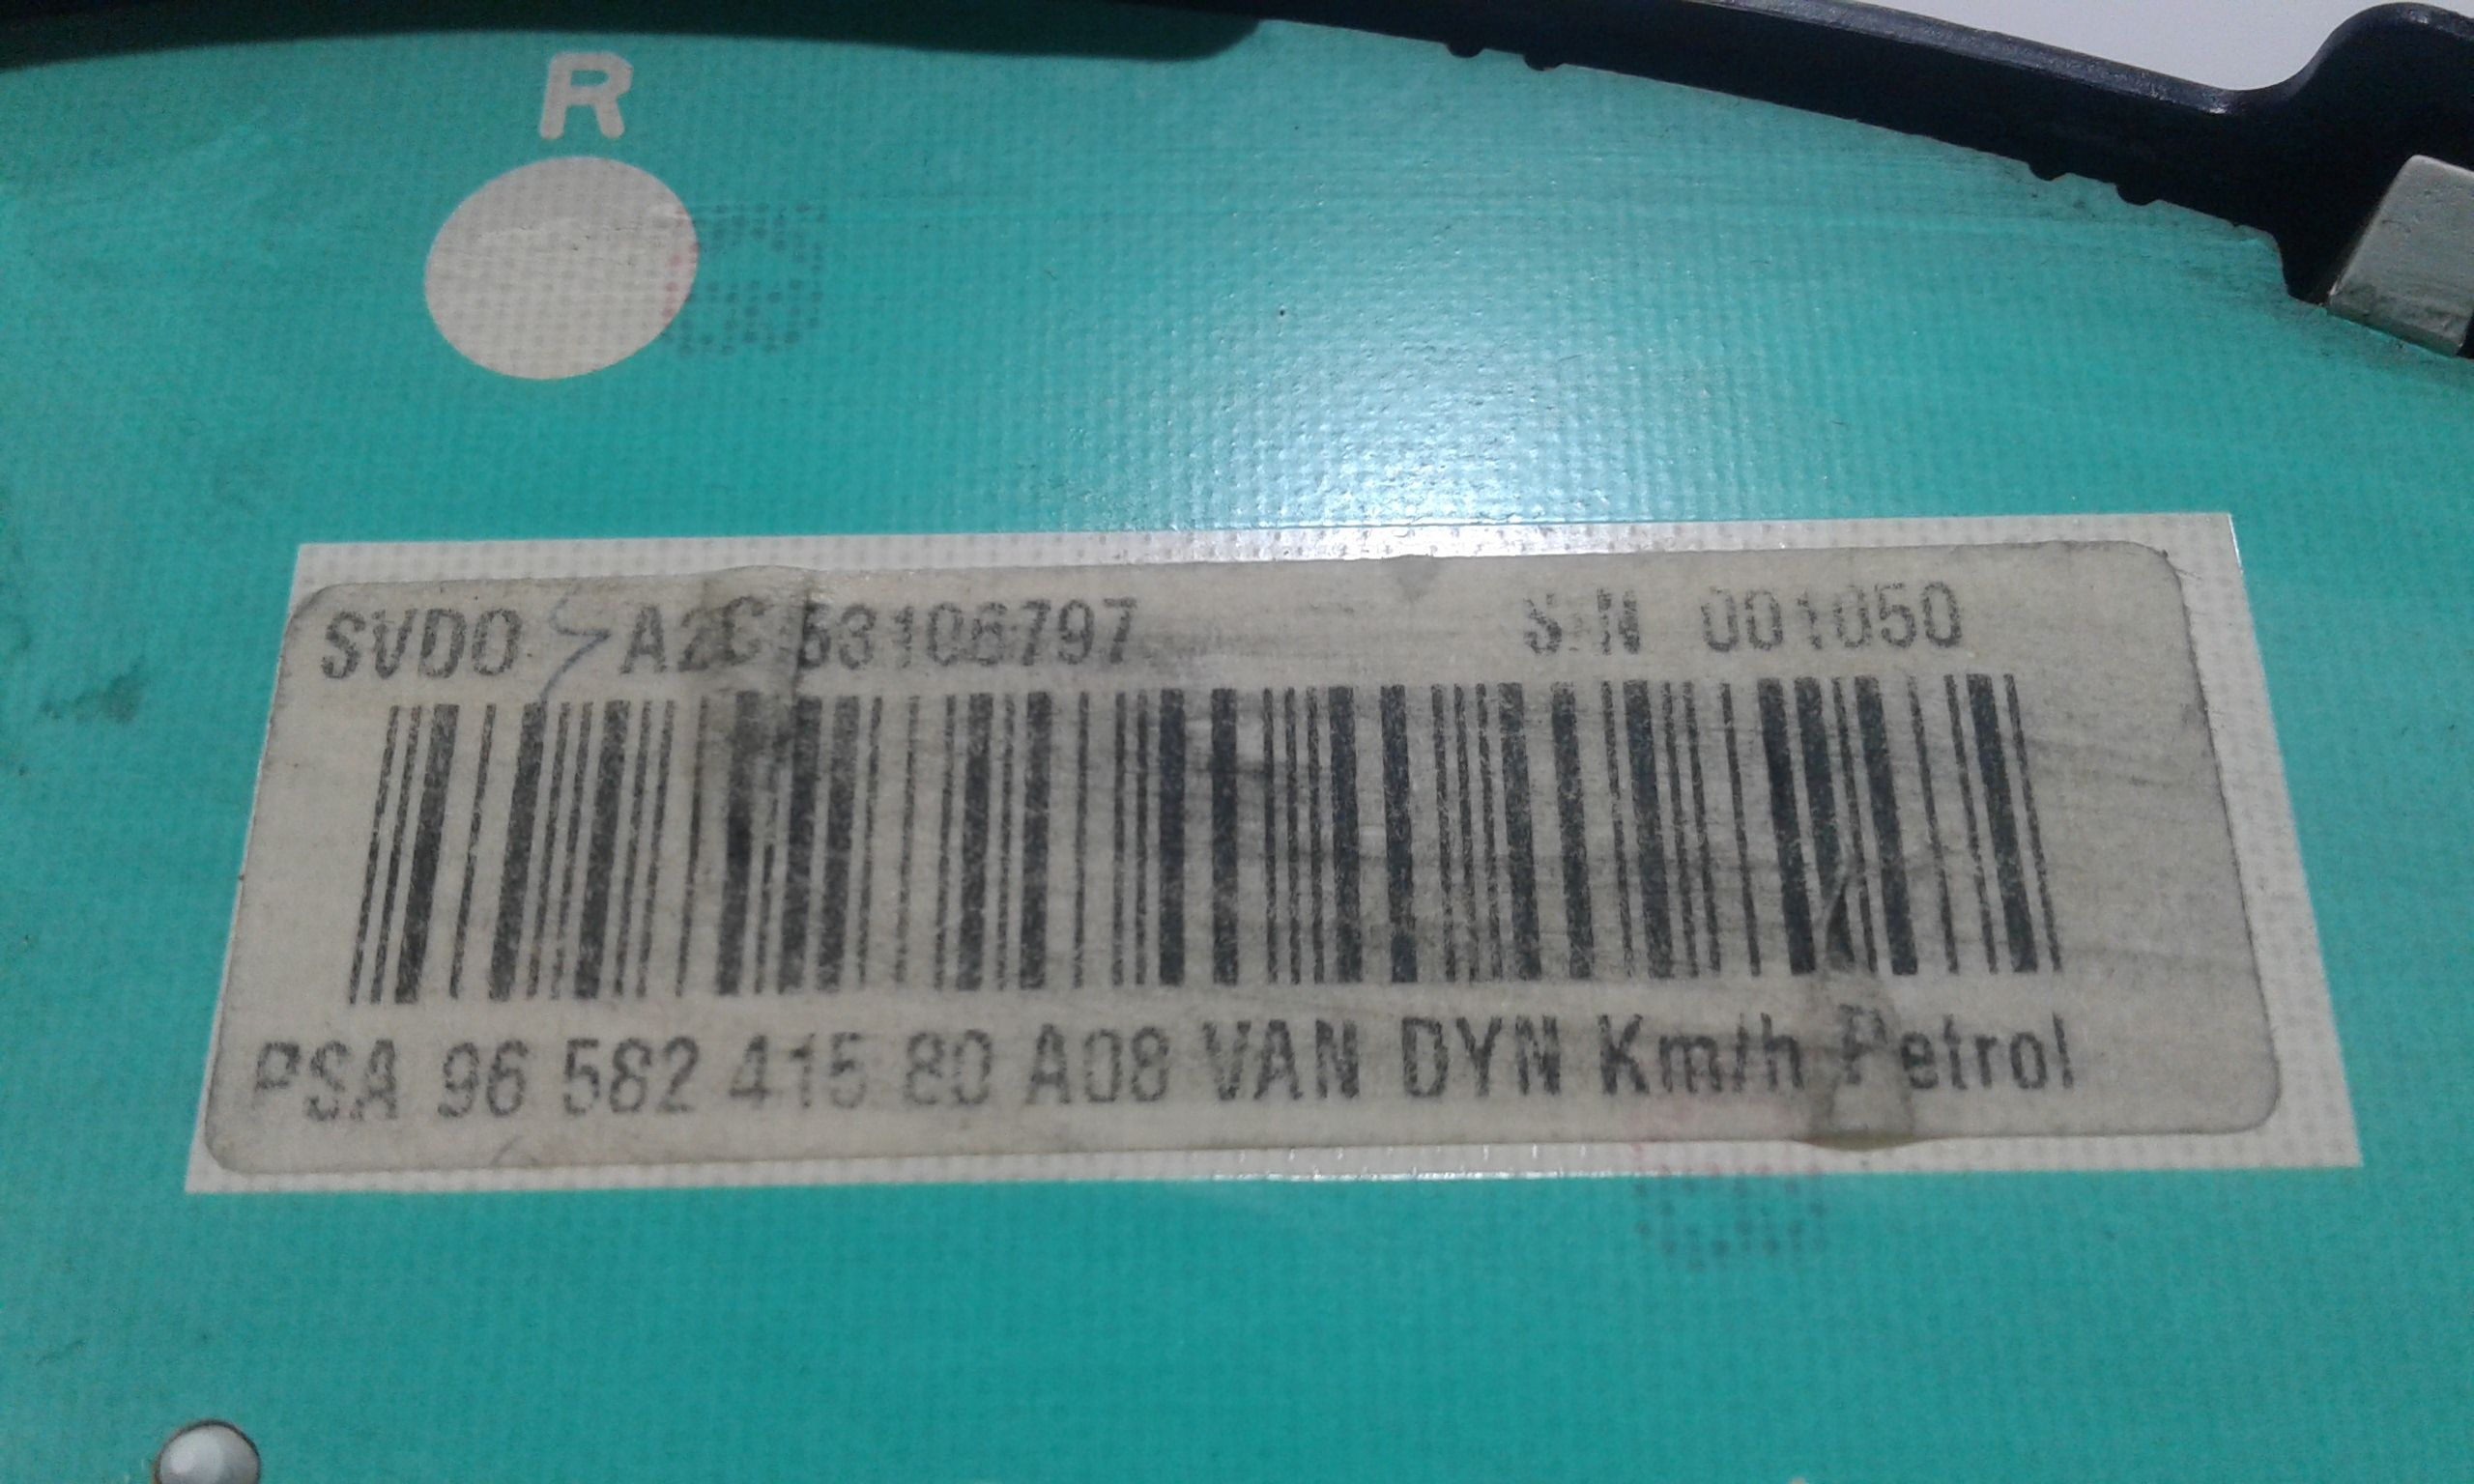 R
SVDO A2C 53106797 S/N 001050
PSA 96 582 415 80 A08 VAN DYN Km/h Petrol